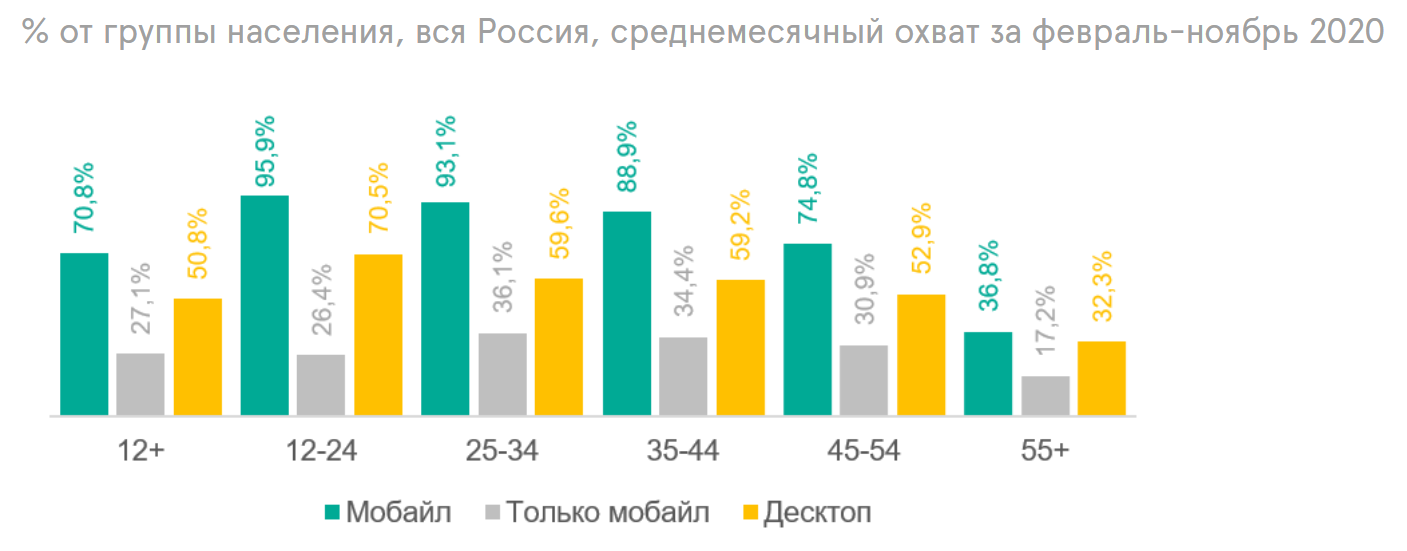 % от группы населения, вся Россия, среднемесячный охват за февраль-ноябрь 2020
70,8% 27,1% 50,8% 95,9% 26,4% 70,5% 93,1% 36,1% 59,6% 88,9% 34,4% 59,2% 74,8% 30,9% 52,9% 36,8% 17,2% 32,3%
12+ 12-24 25-34 35-44 45-54 55+
Мобайл Только мобайл Десктоп